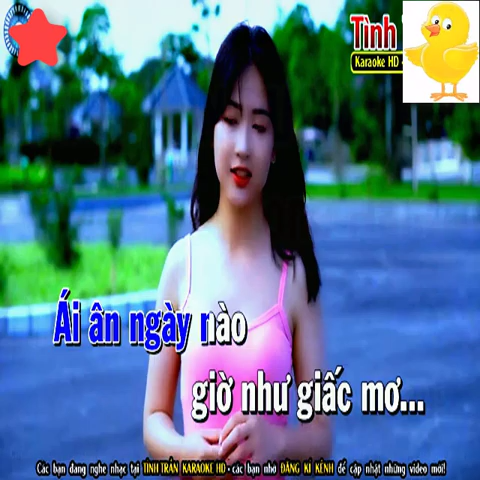 Tình
Karaoke HD
Ái ân ngày nào
giờ như giấc mơ...
Các bạn đang nghe nhạc tại TÌNH TRẦN KARAOKE HD - các bạn nhớ ĐĂNG KÍ KÊNH để cập nhật những video mới!